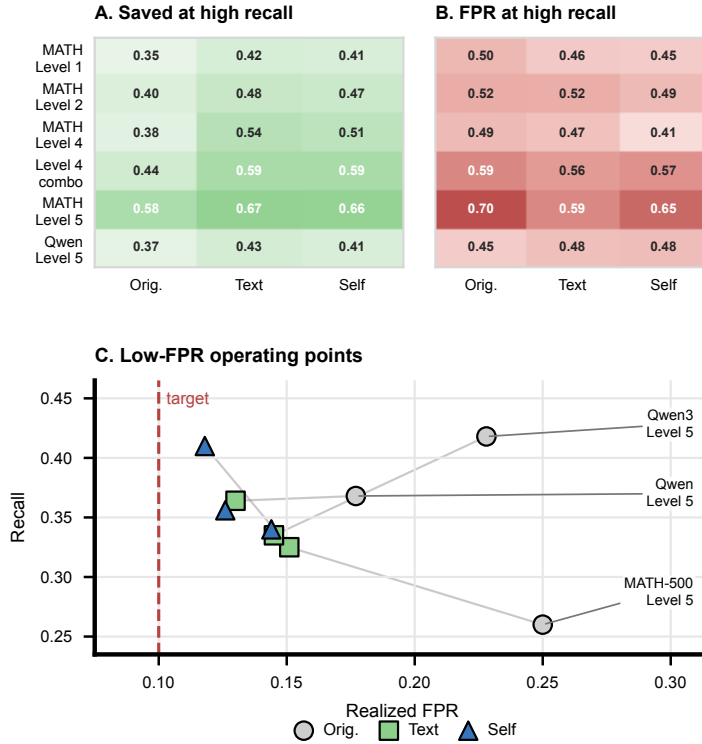 A. Saved at high recall
B. FPR at high recall
MATH
Level 1
0.35 0.42 0.41
0.50 0.46 0.45
MATH
Level 2
0.40 0.48 0.47
0.52 0.52 0.49
MATH
Level 4
0.38 0.54 0.51
0.49 0.47 0.41
Level 4
combo
0.44 0.59 0.59
0.59 0.56 0.57
MATH
Level 5
0.58 0.67 0.66
0.70 0.59 0.65
Qwen
Level 5
0.37 0.43 0.41
0.45 0.48 0.48
Orig. Text Self
Orig. Text Self
C. Low-FPR operating points
Recall
0.45
0.40
0.35
0.30
0.25
target
Qwen3
Level 5
Qwen
Level 5
MATH-500
Level 5
0.10 0.15 0.20 0.25 0.30
Realized FPR
Orig. Text Self